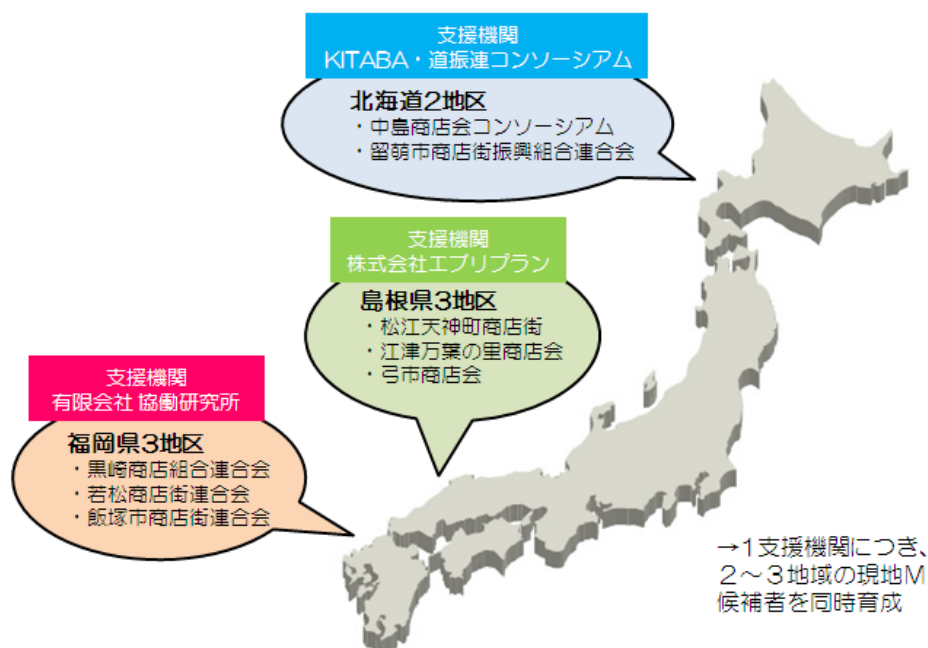 支援機関
KITABA・道振連コンソーシアム
北海道2地区
・中島商店会コンソーシアム
・留萌市商店街振興組合連合会
支援機関
株式会社エブリプラン
島根県3地区
・松江天神町商店街
・江津万葉の里商店会
・弓市商店会
支援機関
有限会社 協働研究所
福岡県3地区
・黒崎商店組合連合会
・若松商店街連合会
・飯塚市商店街連合会
→1支援機関につき、
２～３地域の現地M
候補者を同時育成